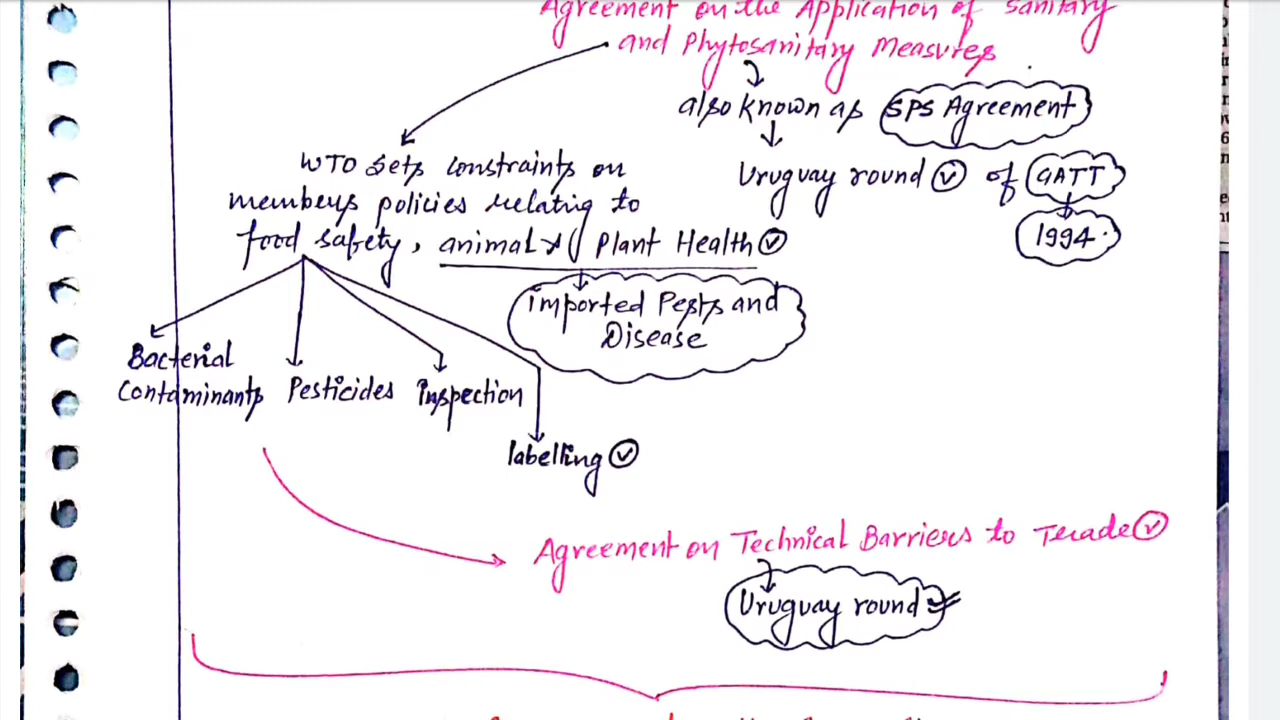 Agreement on the Application of Sanitary
and Phytosanitary Measures
also known as SPS Agreement
Uruguay round of GATT
1994
WTO sets constraints on
members policies relating to
food safety, animal & Plant Health
Imported Pests and
Disease
Bacterial
Contaminants Pesticides Inspection
labelling
Agreement on Technical Barriers to Trade
Uruguay round